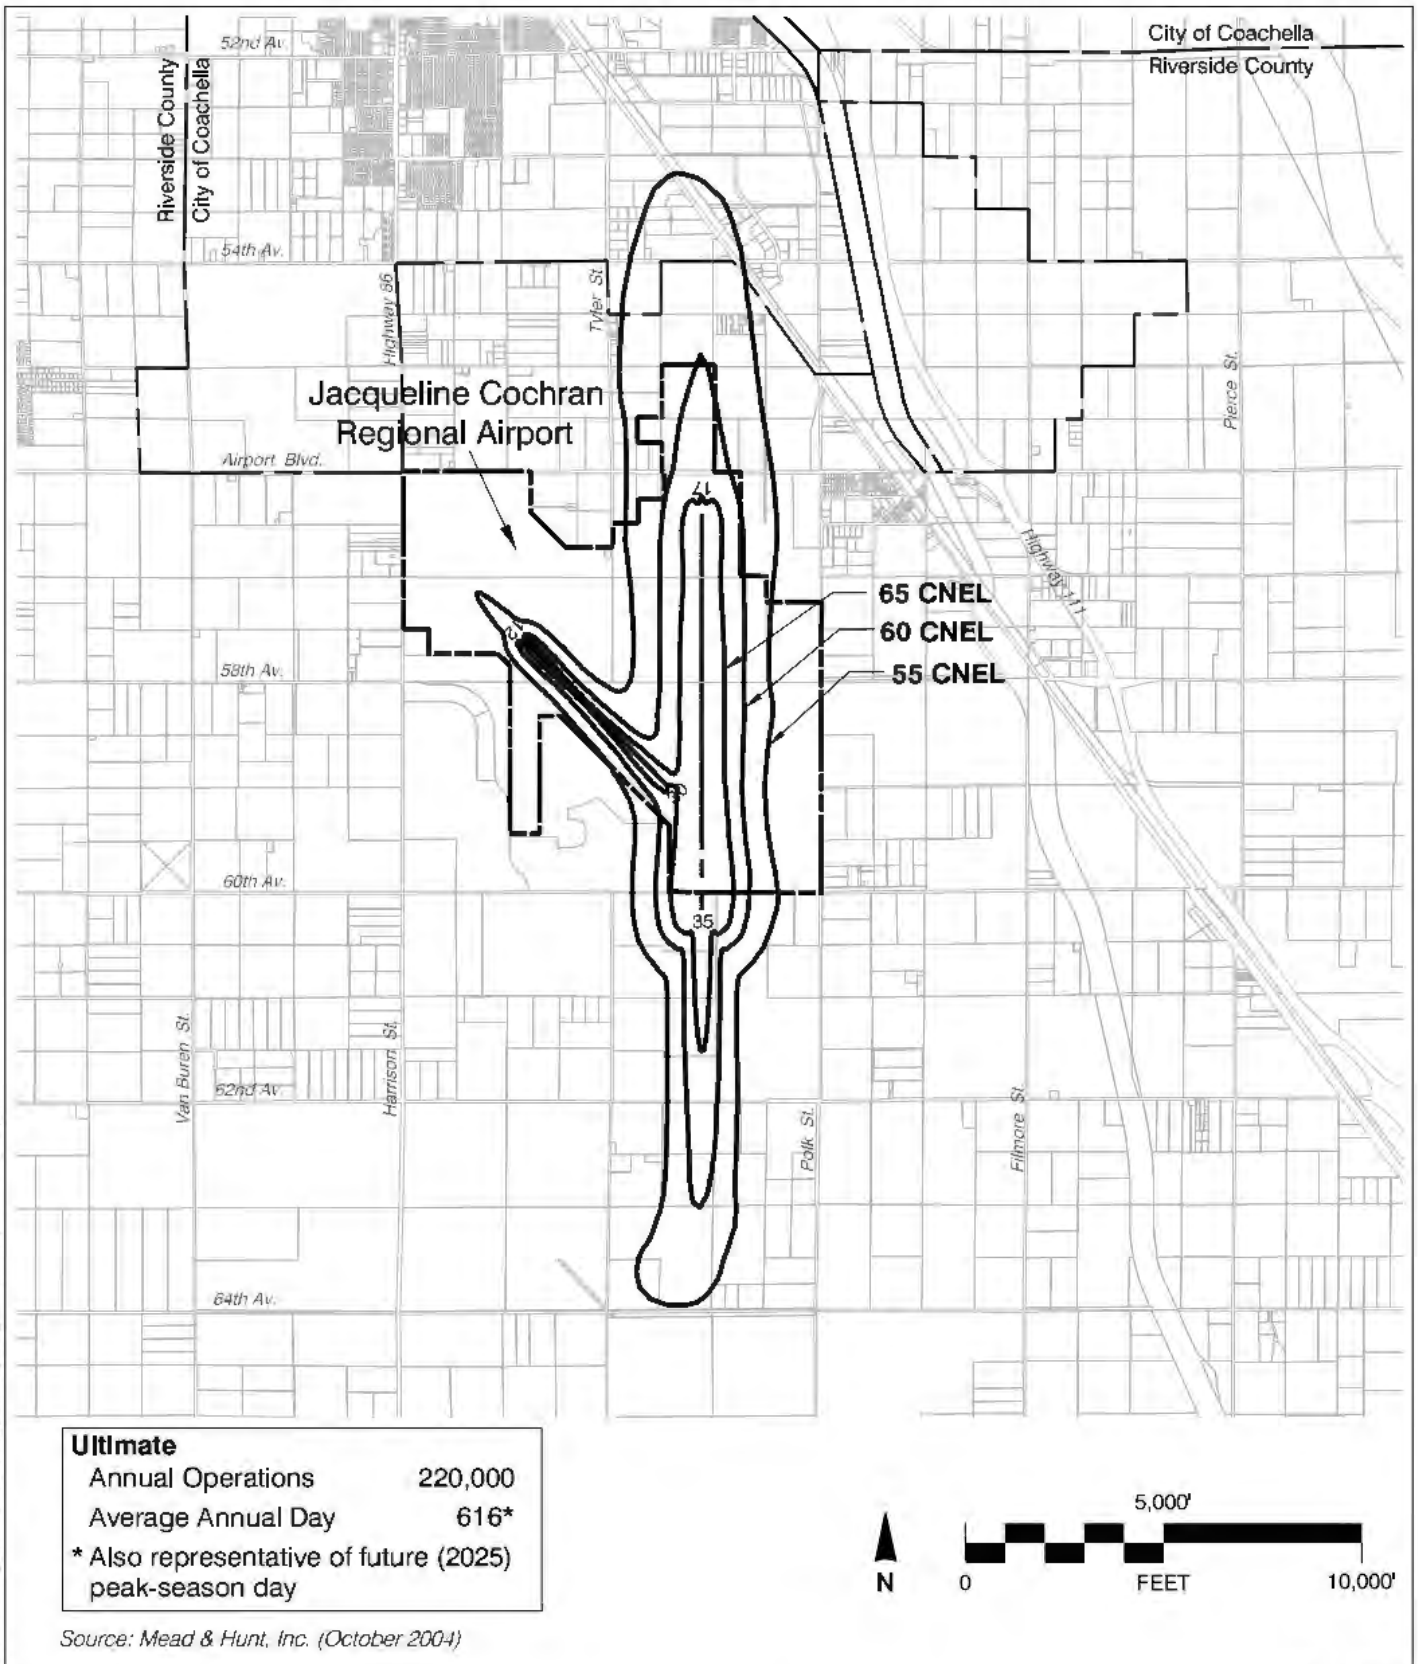 City of Coachella
Riverside County
Riverside County
City of Coachella
52nd Av.
54th Av.
Highway 86
Tyler St.
Pierce St.
Jacqueline Cochran
Regional Airport
Airport Blvd.
17
Highway 111
65 CNEL
60 CNEL
55 CNEL
12
58th Av.
30
60th Av.
35
Van Buren St.
Harrison St.
62nd Av.
Polk St.
Filmore St.
64th Av.
Ultimate
Annual Operations 220,000
Average Annual Day 616*
* Also representative of future (2025)
peak-season day
N
5,000'
0 FEET 10,000'
Source: Mead & Hunt, Inc. (October 2004)